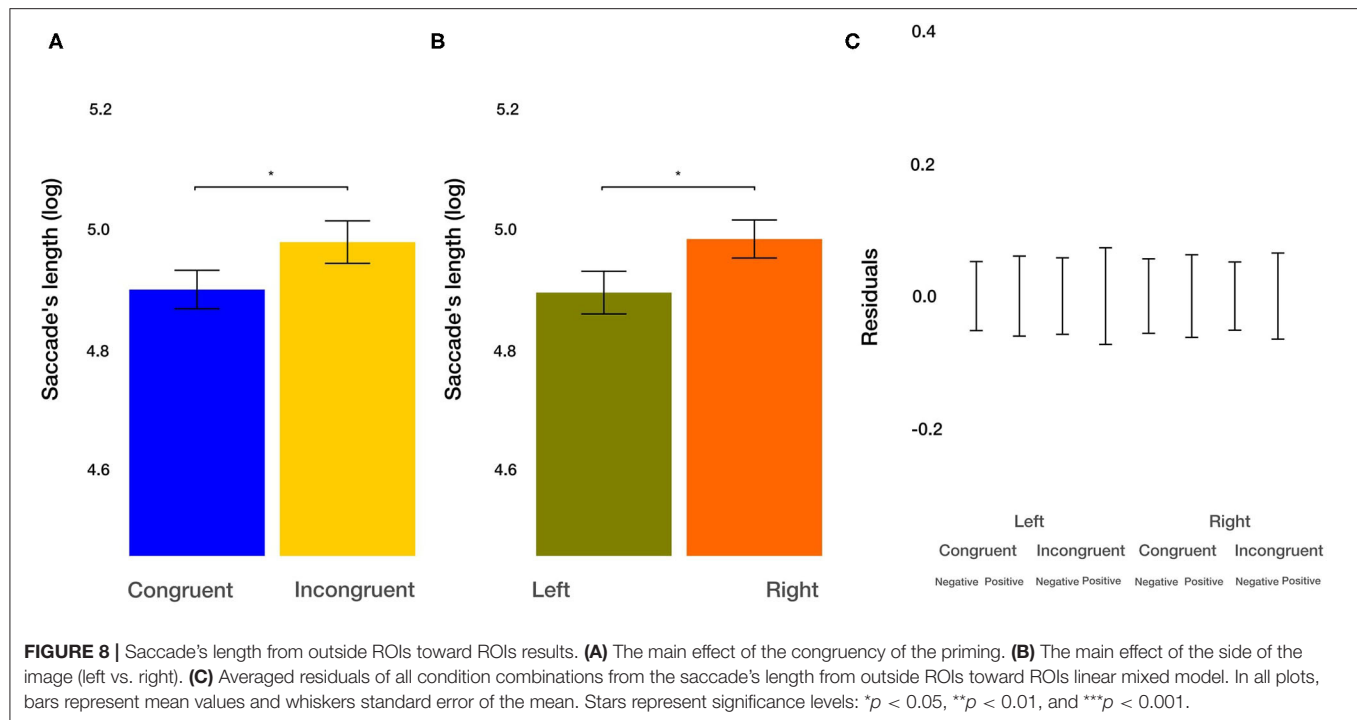 A
5.2
5.0
4.8
4.6
Saccade's length (log)
*
Congruent Incongruent
B
5.2
5.0
4.8
4.6
Saccade's length (log)
*
Left Right
C
0.4
0.2
0.0
-0.2
Residuals
Left Right
Congruent Incongruent Congruent Incongruent
Negative Positive Negative Positive Negative Positive Negative Positive
FIGURE 8 | Saccade's length from outside ROIs toward ROIs results. (A) The main effect of the congruency of the priming. (B) The main effect of the side of the
image (left vs. right). (C) Averaged residuals of all condition combinations from the saccade's length from outside ROIs toward ROIs linear mixed model. In all plots,
bars represent mean values and whiskers standard error of the mean. Stars represent significance levels: *p < 0.05, **p < 0.01, and ***p < 0.001.